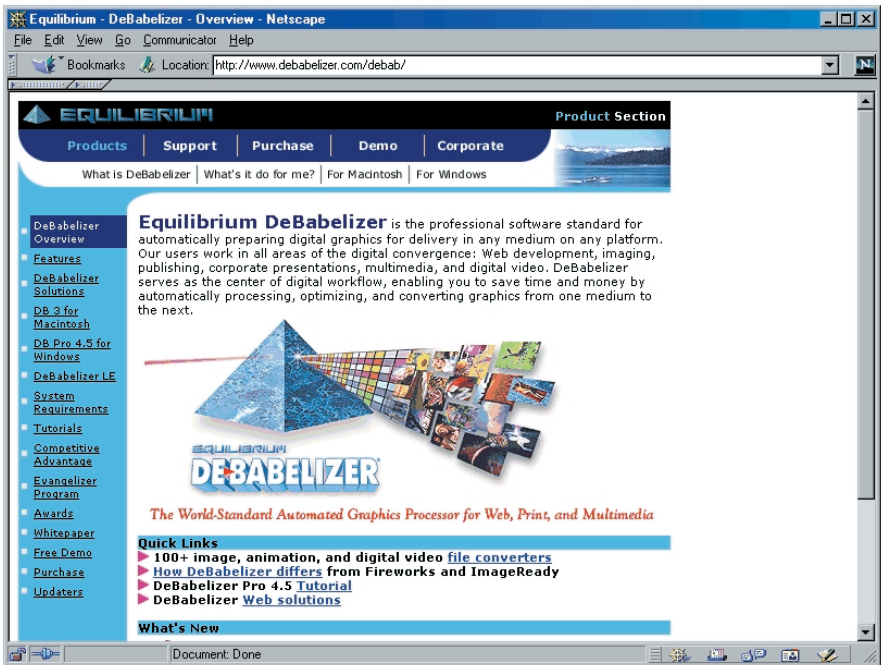 Equilibrium - DeBabelizer - Overview - Netscape
File Edit View Go Communicator Help
Bookmarks Location: http://www.debabelizer.com/debab/
N
EQUILIBRIUM
Product Section
Products Support Purchase Demo Corporate
What is DeBabelizer What's it do for me? For Macintosh For Windows
DeBabelizer
Overview
Features
DeBabelizer
Solutions
DB 3 for
Macintosh
DB Pro 4.5 for
Windows
DeBabelizer LE
System
Requirements
Tutorials
Competitive
Advantage
Evangelizer
Program
Awards
Whitepaper
Free Demo
Purchase
Updaters
Equilibrium DeBabelizer is the professional software standard for
automatically preparing digital graphics for delivery in any medium on any platform.
Our users work in all areas of the digital convergence: Web development, imaging,
publishing, corporate presentations, multimedia, and digital video. DeBabelizer
serves as the center of digital workflow, enabling you to save time and money by
automatically processing, optimizing, and converting graphics from one medium to
the next.
EQUILIBRIUM
DEBABELIZER
The World-Standard Automated Graphics Processor for Web, Print, and Multimedia
Quick Links
100+ image, animation, and digital video file converters
How DeBabelizer differs from Fireworks and ImageReady
DeBabelizer Pro 4.5 Tutorial
DeBabelizer Web solutions
What's New
Document: Done